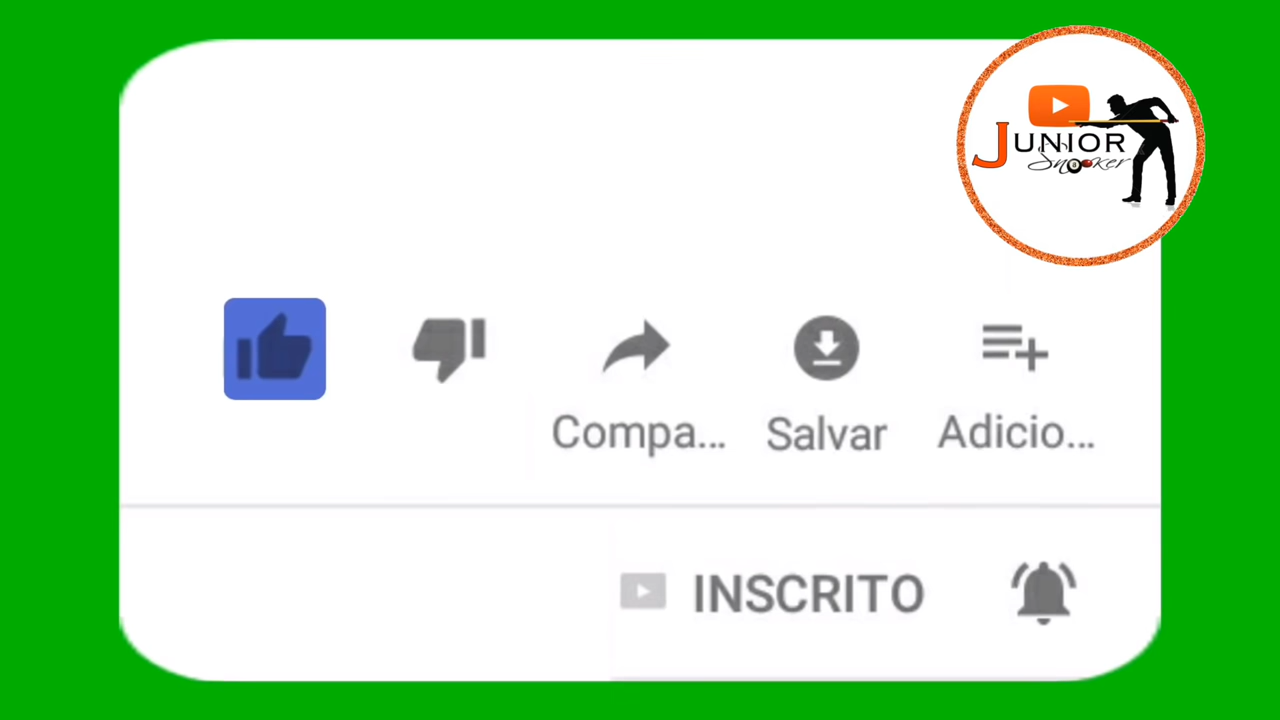 JUNIOR
Snooker
Compa...
Salvar
Adicio...
INSCRITO